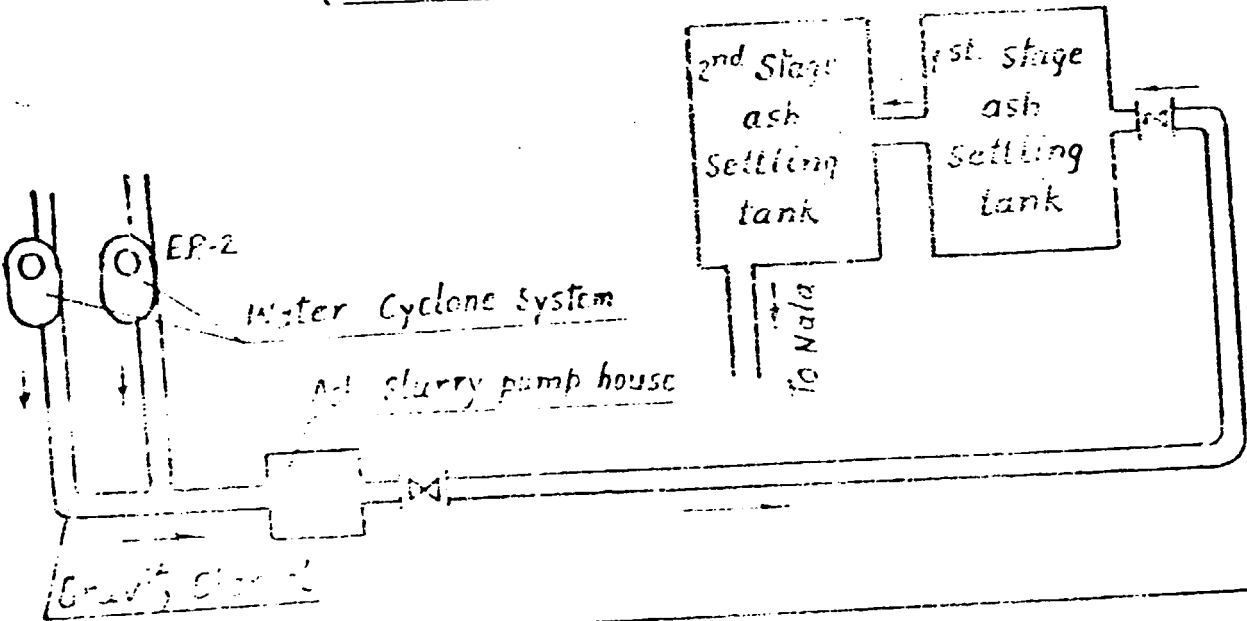 2nd Stage
ash
Settling
tank
1st. Stage
ash
Settling
tank
EP-2
Water Cyclone System
To Nala
slurry pump house